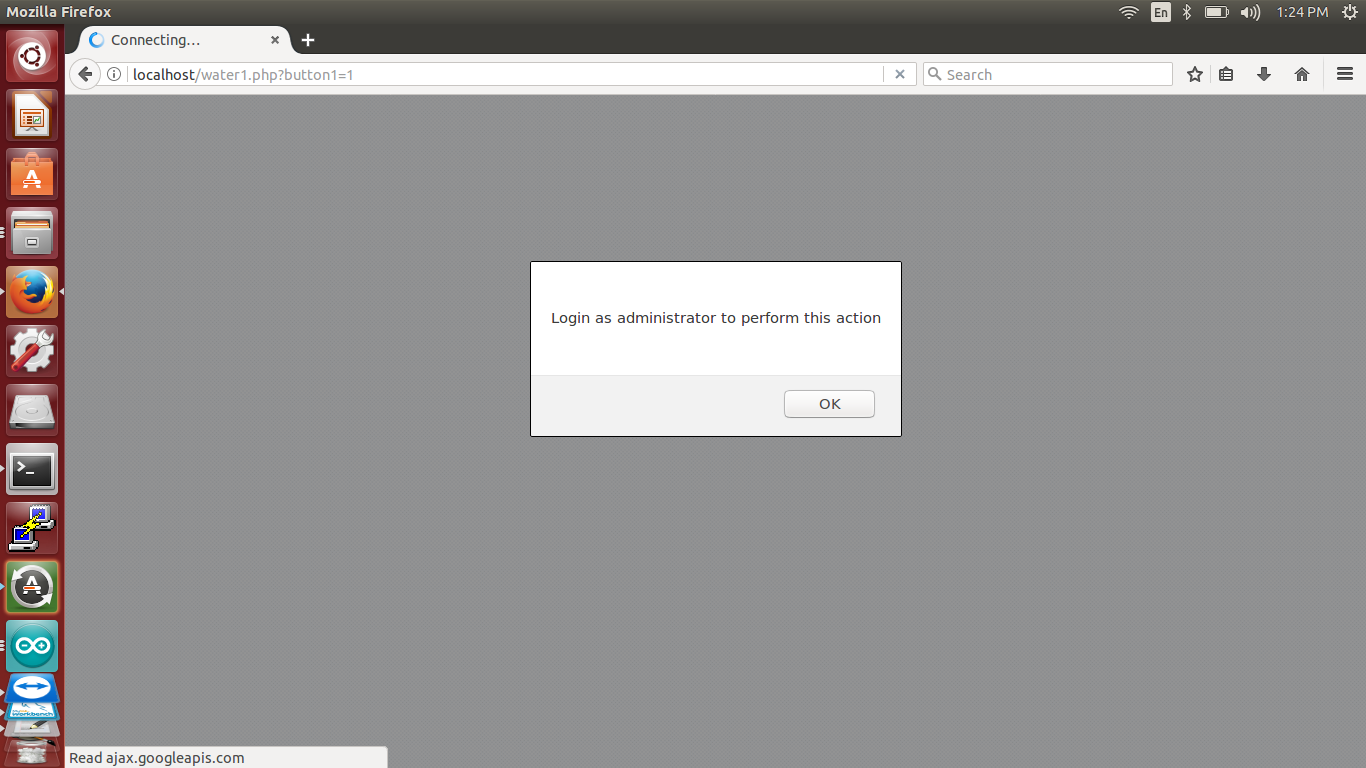 Mozilla Firefox
En
1:24 PM
Connecting...
localhost/water1.php?button1=1
Search
Login as administrator to perform this action
OK
Workbench
Read ajax.googleapis.com